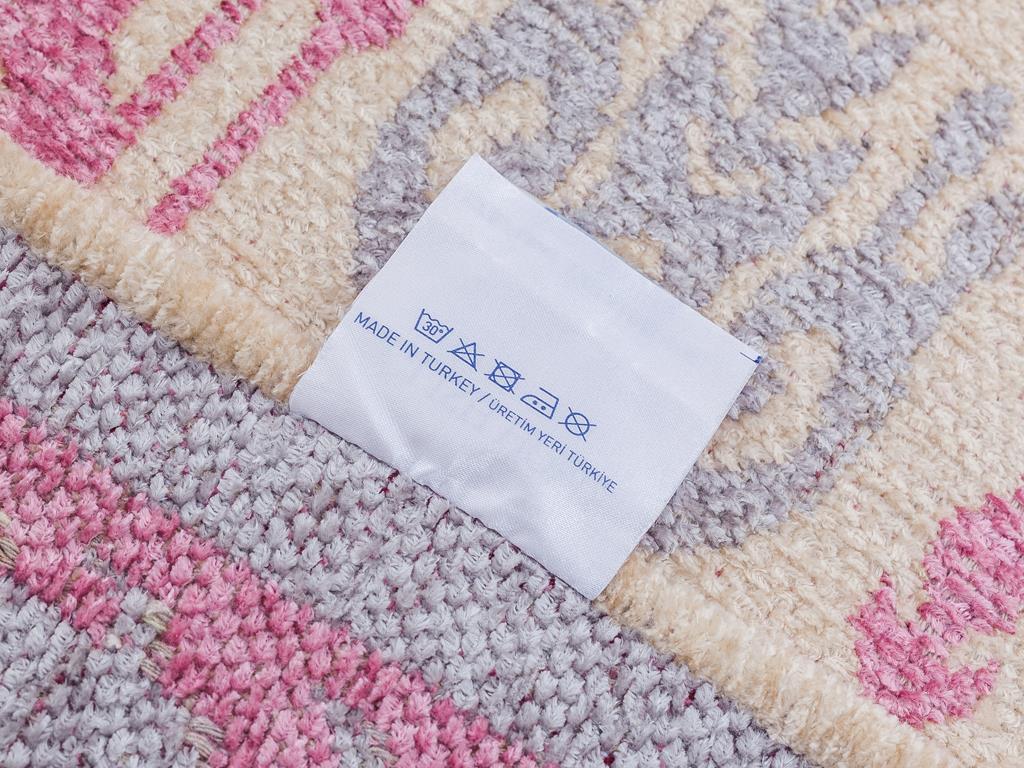 30°
MADE IN TURKEY / ÜRETİM YERİ TÜRKİYE